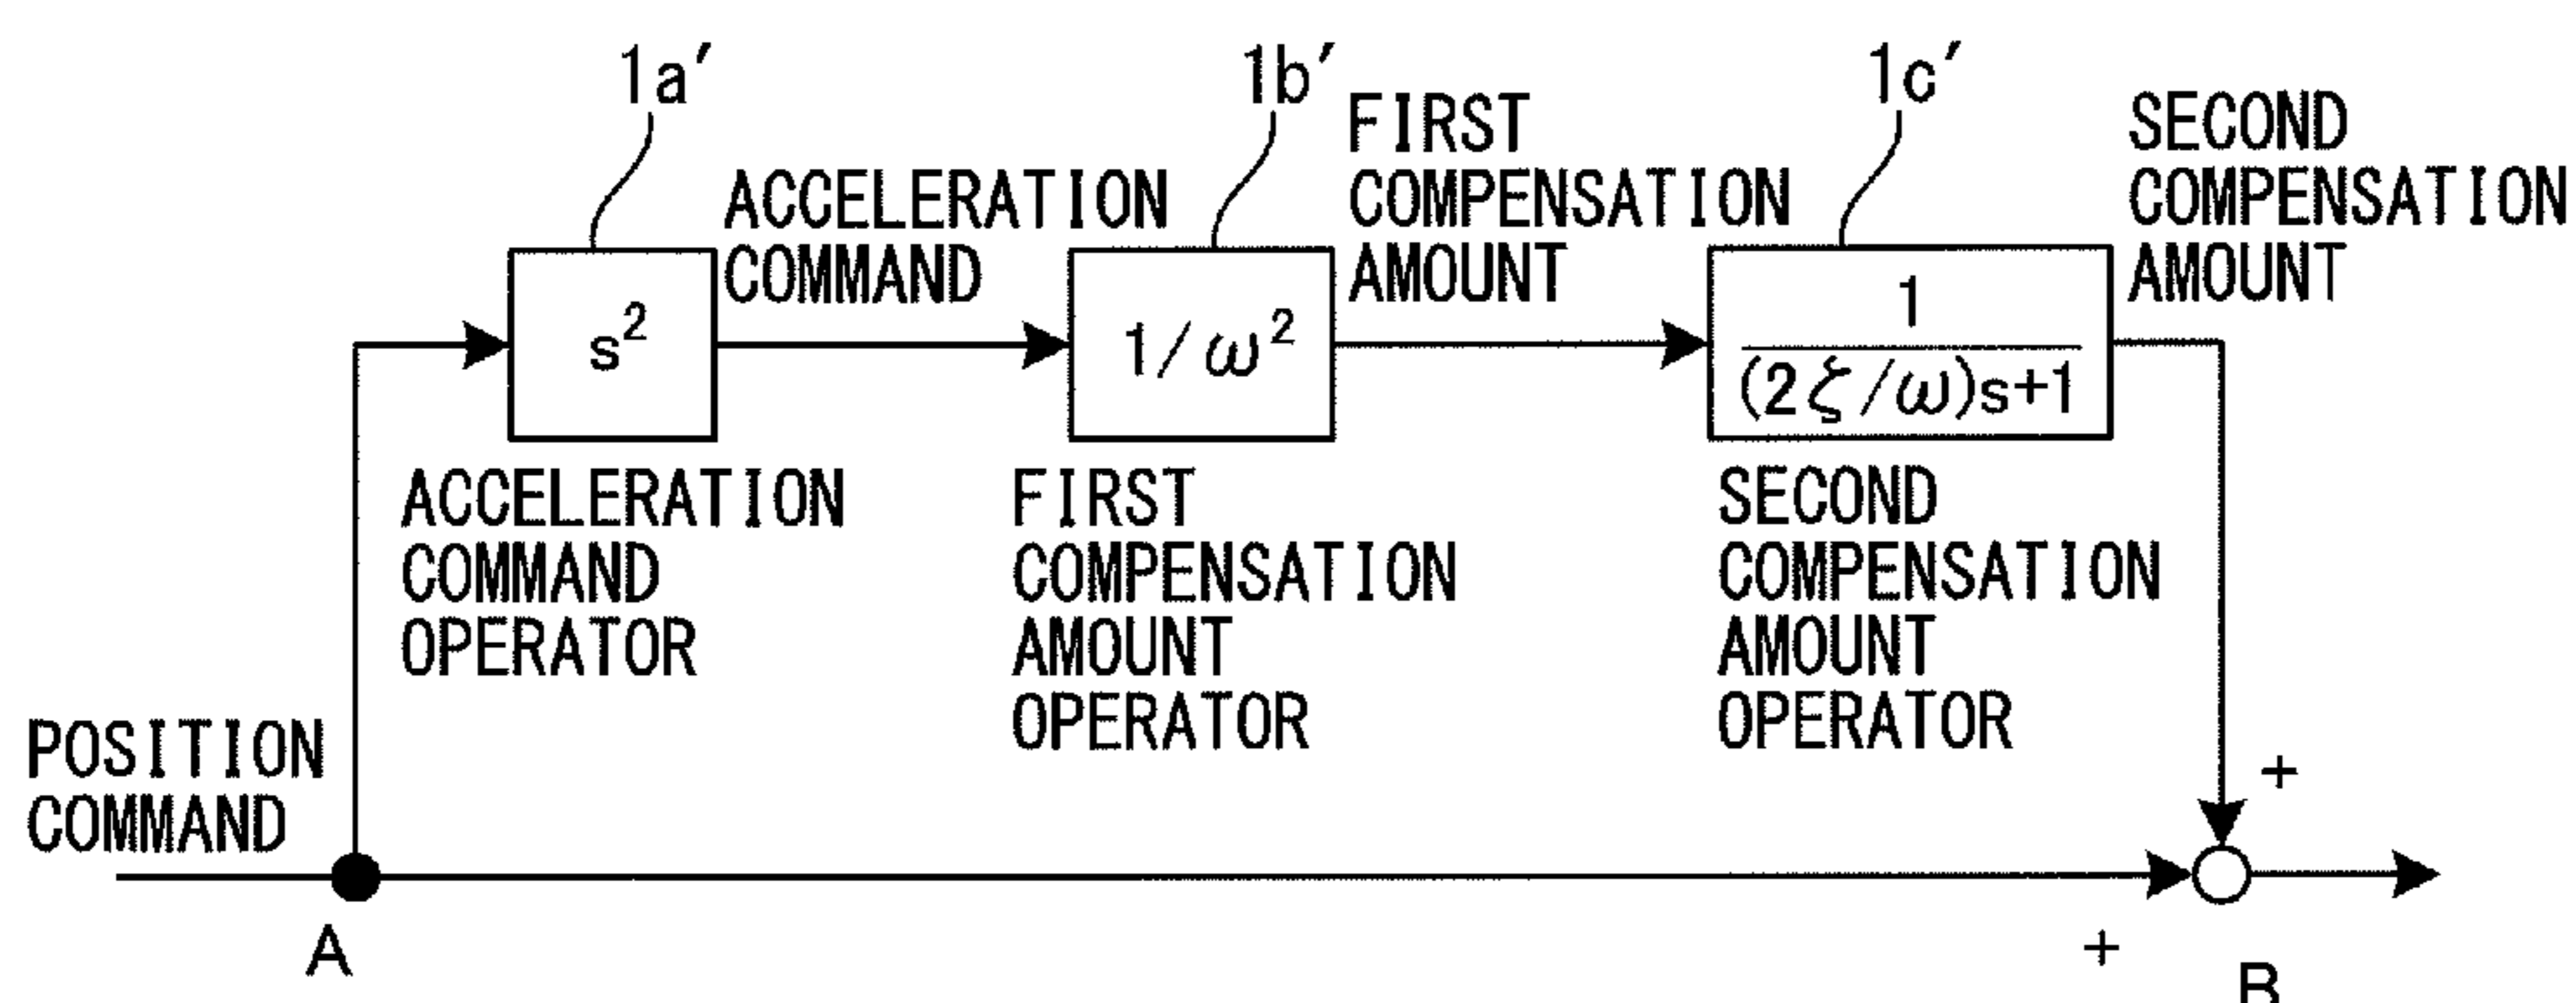 1a′
1b′
1c′
ACCELERATION
COMMAND
FIRST
COMPENSATION
AMOUNT
SECOND
COMPENSATION
AMOUNT
s²
1/ω²
1
(2ζ/ω)s+1
ACCELERATION
COMMAND
OPERATOR
FIRST
COMPENSATION
AMOUNT
OPERATOR
SECOND
COMPENSATION
AMOUNT
OPERATOR
POSITION
COMMAND
+
A
+
B